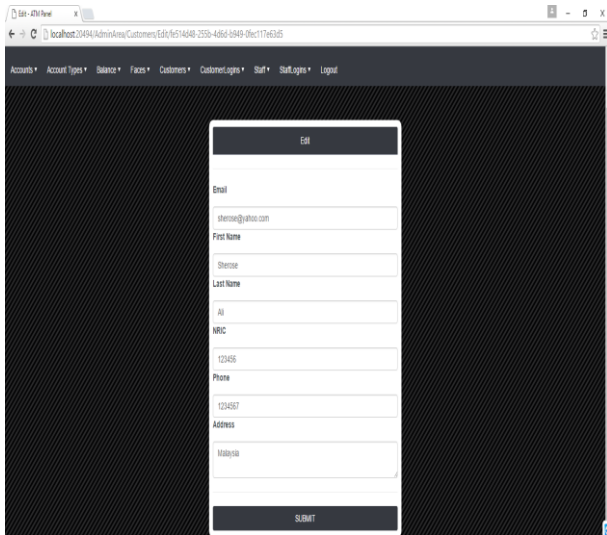 Edit - ATM Panel
localhost:20494/AdminArea/Customers/Edit/fe514d48-255b-4d6d-b949-0fec117e63d5
Accounts Account Types Balance Faces Customers CustomerLogins Staff StaffLogins Logout
Edit
Email
sherose@yahoo.com
First Name
Sherose
Last Name
Ali
NRIC
123456
Phone
1234567
Address
Malaysia
SUBMIT